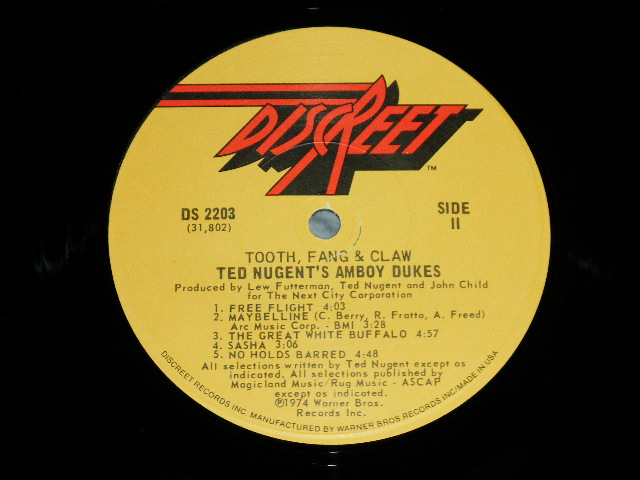 DISCREET
TM
DS 2203
(31,802)
SIDE
II
TOOTH, FANG & CLAW
TED NUGENT'S AMBOY DUKES
Produced by Lew Futterman, Ted Nugent and John Child
for The Next City Corporation
1. FREE FLIGHT 4:03
2. MAYBELLINE (C. Berry, R. Fratto, A. Freed)
Arc Music Corp. - BMI 3:28
3. THE GREAT WHITE BUFFALO 4:57
4. SASHA 3:06
5. NO HOLDS BARRED 4:48
All selections written by Ted Nugent except as
indicated. All selections published by
Magicland Music/Rug Music - ASCAP
except as indicated.
℗1974 Warner Bros.
Records Inc.
DISCREET RECORDS INC. MANUFACTURED BY WARNER BROS RECORDS INC./MADE IN USA